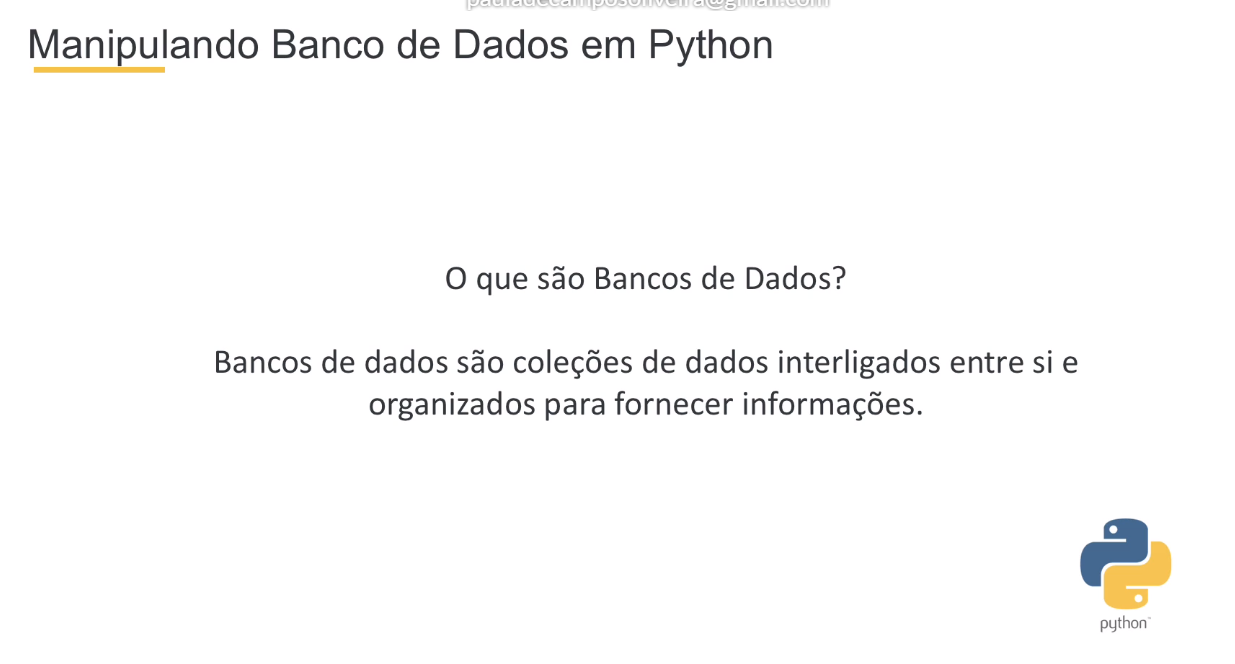 Manipulando Banco de Dados em Python
O que são Bancos de Dados?
Bancos de dados são coleções de dados interligados entre si e
organizados para fornecer informações.
python